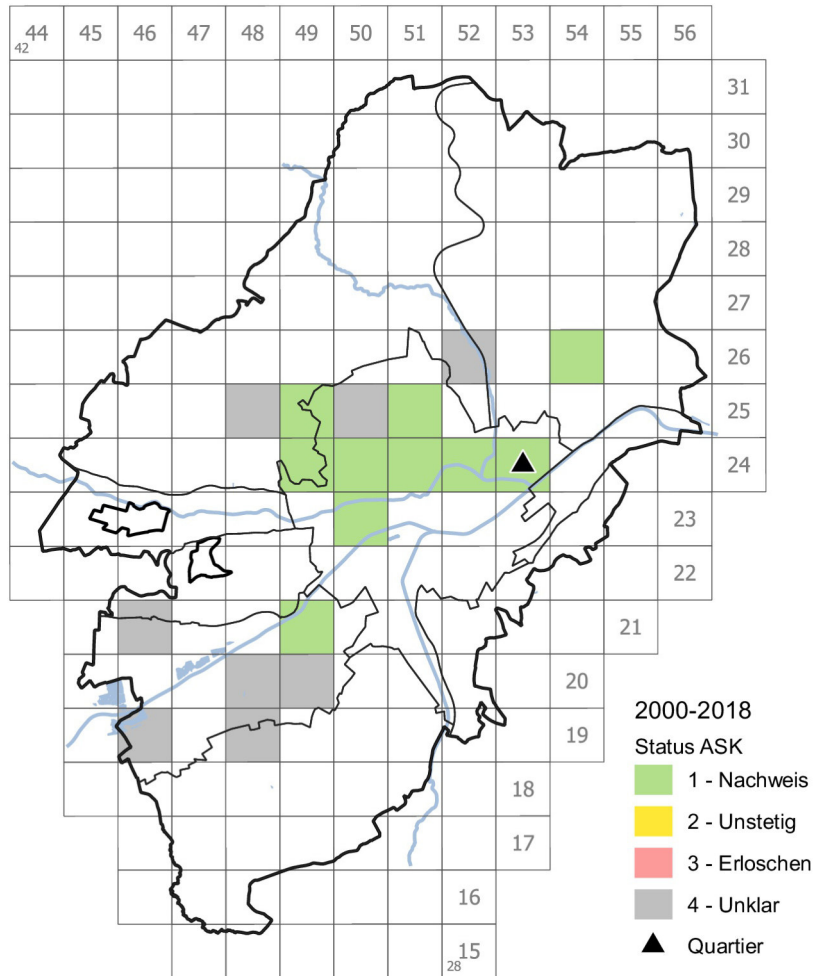 44 45 46 47 48 49 50 51 52 53 54 55 56
42
31
30
29
28
27
26
25
24
23
22
21
20
19
18
17
16
15
28
2000-2018
Status ASK
1 - Nachweis
2 - Unstetig
3 - Erloschen
4 - Unklar
Quartier